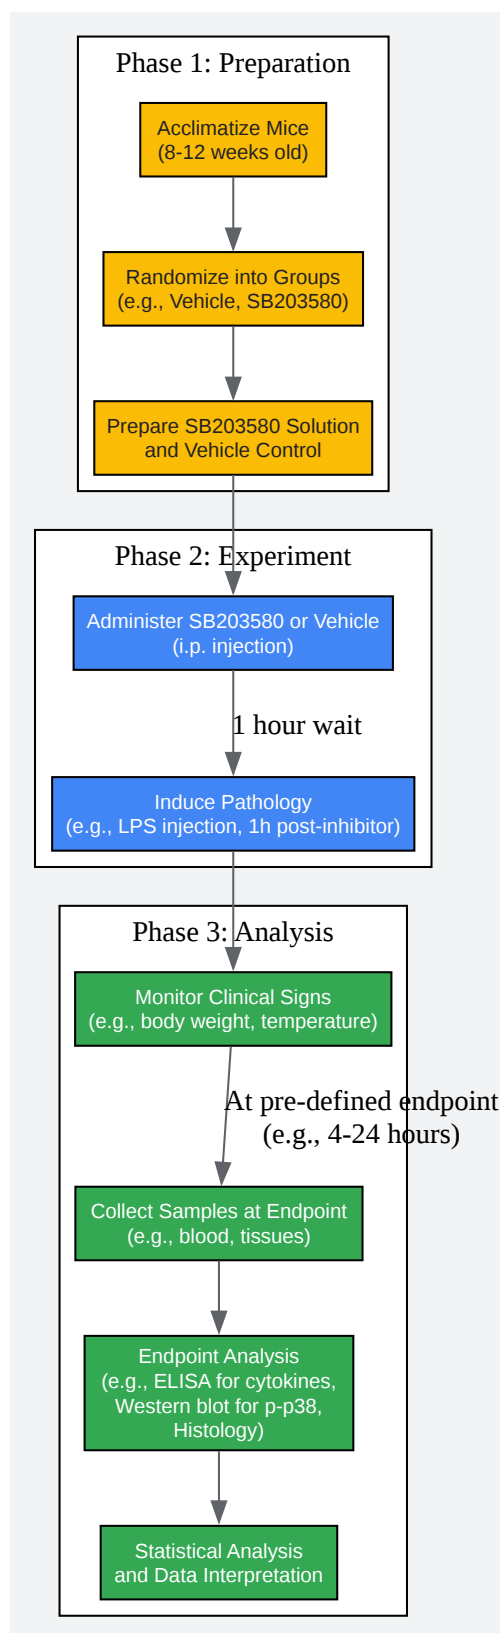 Phase 1: Preparation
Acclimatize Mice
(8-12 weeks old)
Randomize into Groups
(e.g., Vehicle, SB203580)
Prepare SB203580 Solution
and Vehicle Control
Phase 2: Experiment
Administer SB203580 or Vehicle
(i.p. injection)
1 hour wait
Induce Pathology
(e.g., LPS injection, 1h post-inhibitor)
Phase 3: Analysis
Monitor Clinical Signs
(e.g., body weight, temperature)
At pre-defined endpoint
(e.g., 4-24 hours)
Collect Samples at Endpoint
(e.g., blood, tissues)
Endpoint Analysis
(e.g., ELISA for cytokines,
Western blot for p-p38,
Histology)
Statistical Analysis
and Data Interpretation